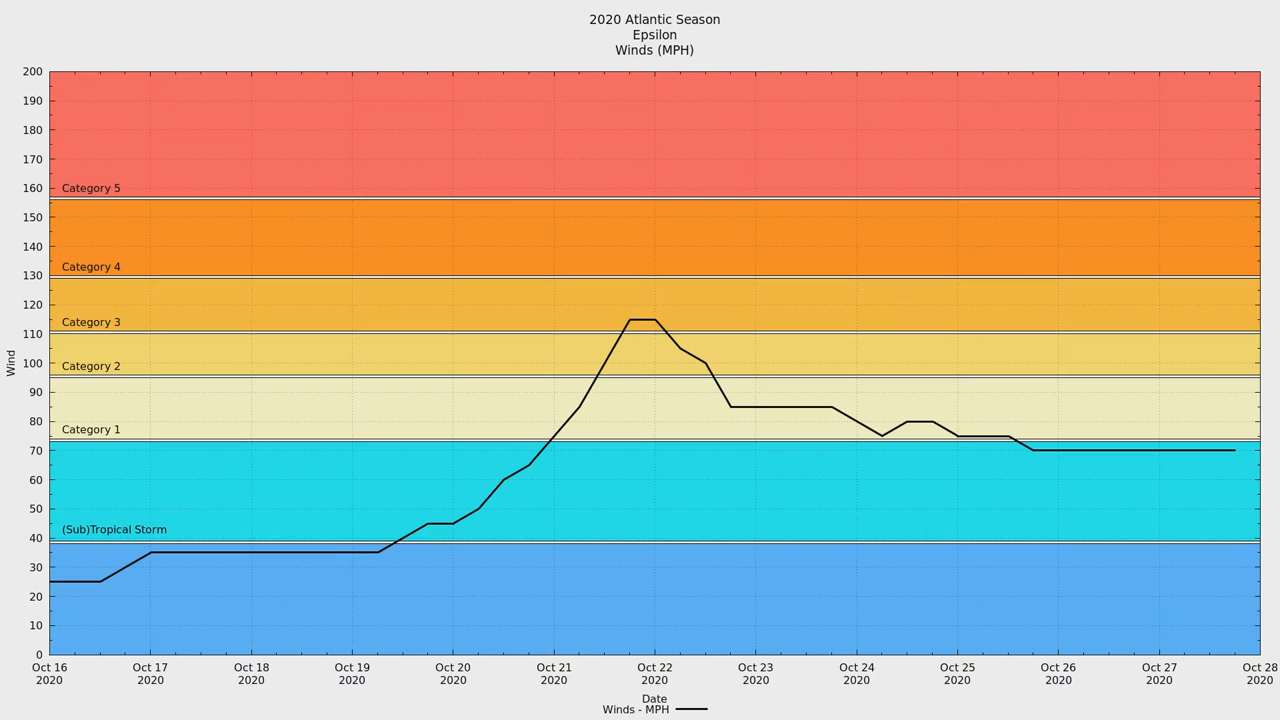 2020 Atlantic Season
Epsilon
Winds (MPH)
200
190
180
170
160
Category 5
150
140
130
Category 4
120
Category 3
110
Wind
100
Category 2
90
80
Category 1
70
60
50
(Sub)Tropical Storm
40
30
20
10
0
Oct 16 Oct 17 Oct 18 Oct 19 Oct 20 Oct 21 Oct 22 Oct 23 Oct 24 Oct 25 Oct 26 Oct 27 Oct 28
2020 2020 2020 2020 2020 2020 2020 2020 2020 2020 2020 2020 2020
Date
Winds - MPH